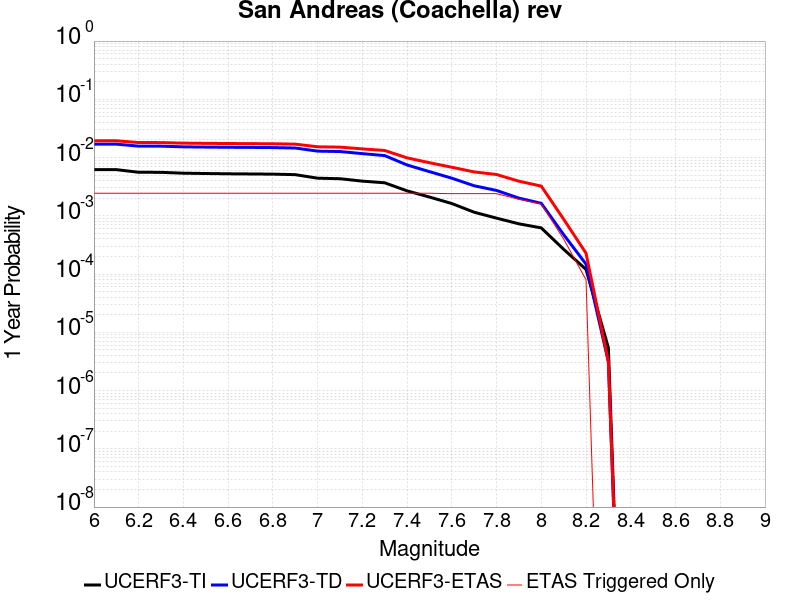 San Andreas (Coachella) rev
1 Year Probability
10^0
10^-1
10^-2
10^-3
10^-4
10^-5
10^-6
10^-7
10^-8
6 6.2 6.4 6.6 6.8 7 7.2 7.4 7.6 7.8 8 8.2 8.4 8.6 8.8 9
Magnitude
UCERF3-TI UCERF3-TD UCERF3-ETAS ETAS Triggered Only